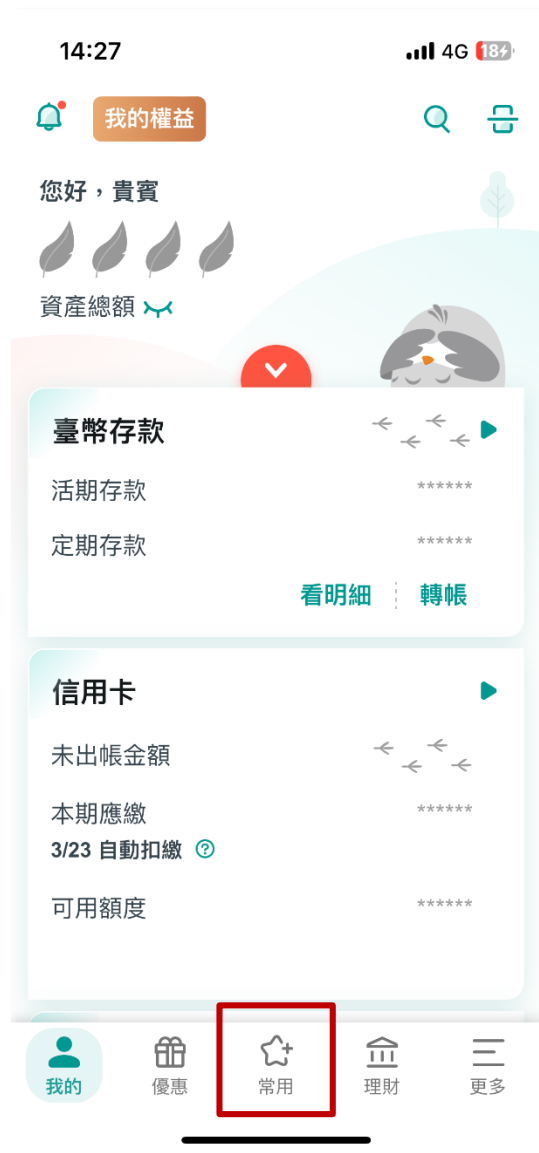 14:27 4G 18
我的權益
您好，貴賓
資產總額
臺幣存款
活期存款 ******
定期存款 ******
看明細 轉帳
信用卡
未出帳金額
本期應繳 ******
3/23 自動扣繳 ?
可用額度 ******
我的 優惠 常用 理財 更多